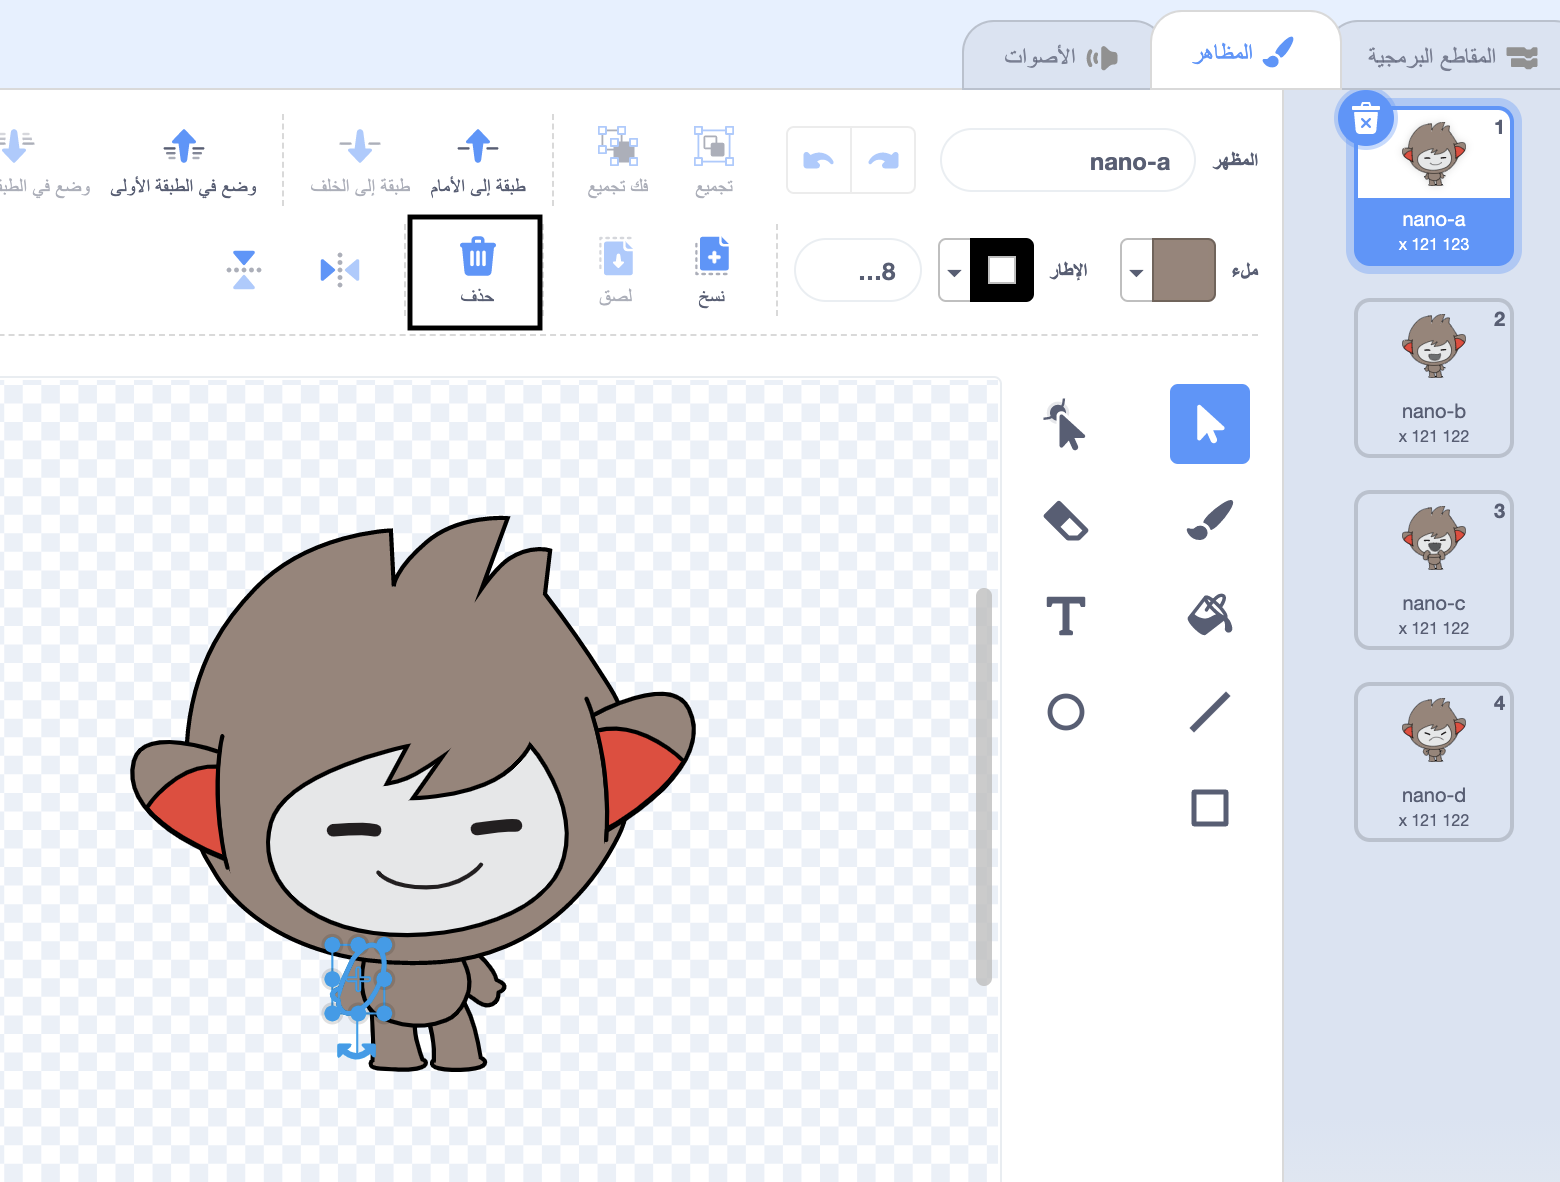 المقاطع البرمجية
المظاهر
الأصوات
المظهر
nano-a
تجميع
فك تجميع
طبقة إلى الأمام
طبقة إلى الخلف
وضع في الطبقة الأولى
وضع في
ملء
الإطار
8...
نسخ
لصق
حذف
1
nano-a
123 x 121
2
nano-b
122 x 121
3
nano-c
122 x 121
4
nano-d
122 x 121